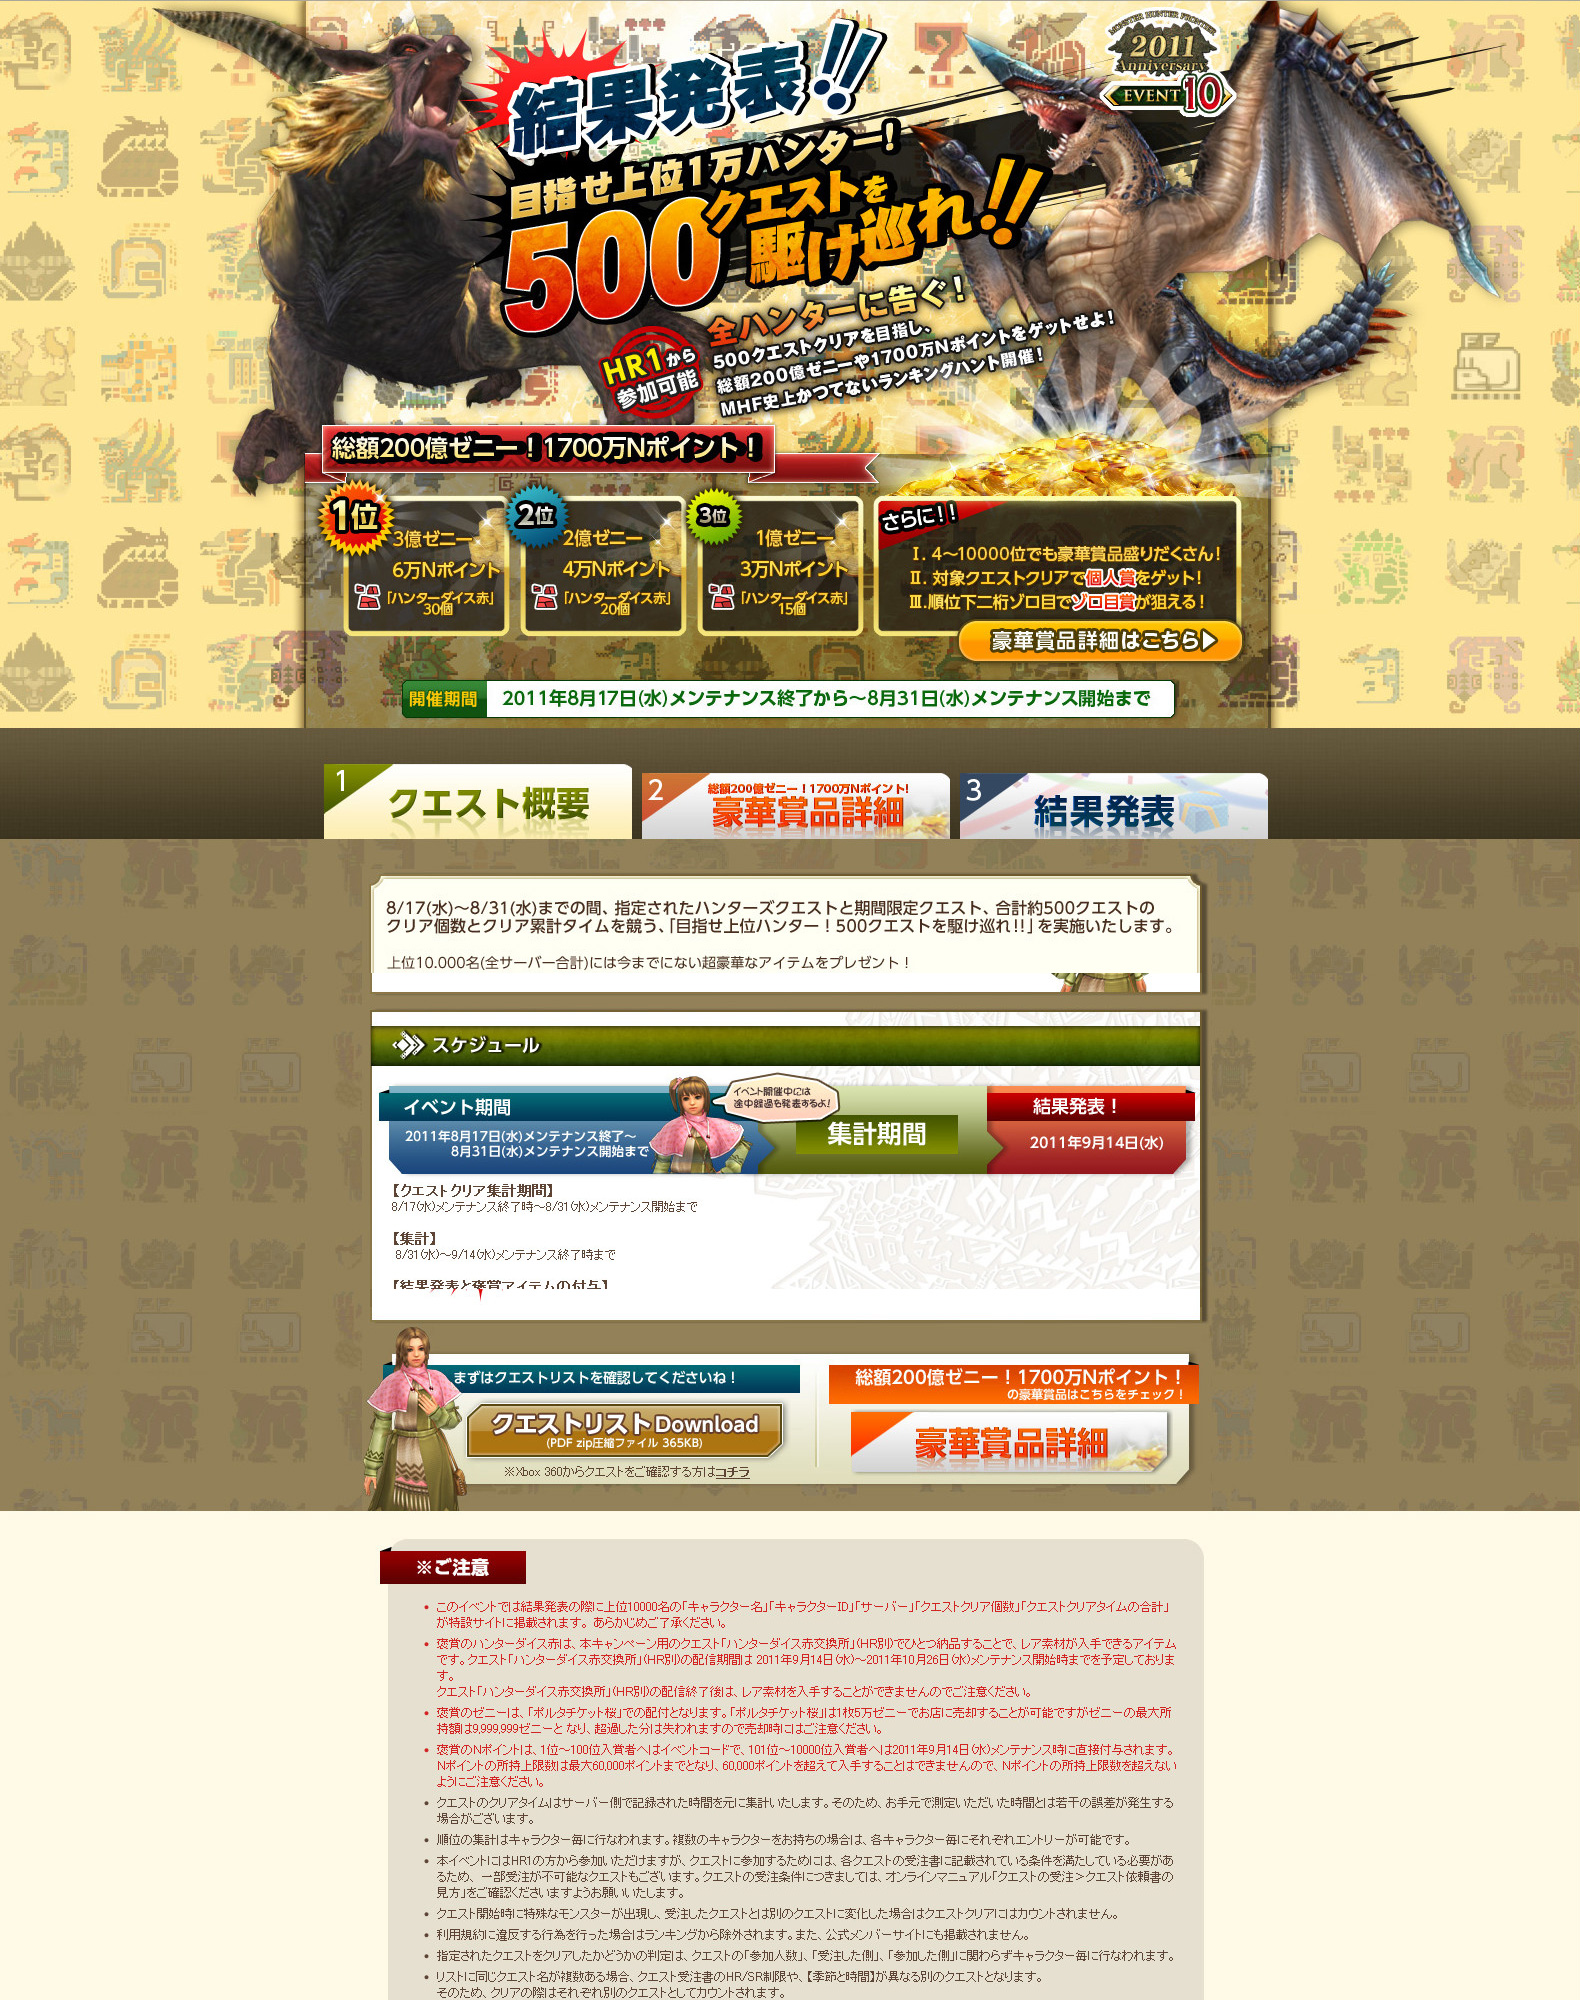 MONSTER HUNTER FRONTIER
2011
Anniversary
EVENT 10
結果発表!!
目指せ上位1万ハンター!
500クエストを
駆け巡れ!!
全ハンターに告ぐ!
500クエストクリアを目指し、
総額200億ゼニーや1700万Nポイントをゲットせよ!
MHF史上かつてないランキングハント開催!
HR1から
参加可能
総額200億ゼニー!1700万Nポイント!
1位
3億ゼニー
6万Nポイント
「ハンターダイス赤」
30個
2位
2億ゼニー
4万Nポイント
「ハンターダイス赤」
20個
3位
1億ゼニー
3万Nポイント
「ハンターダイス赤」
15個
さらに!!
Ⅰ. 4～10000位でも豪華賞品盛りだくさん!
Ⅱ. 対象クエストクリアで個人賞をゲット!
Ⅲ.順位下二桁ゾロ目でゾロ目賞が狙える!
豪華賞品詳細はこちら▶
開催期間 2011年8月17日(水)メンテナンス終了から～8月31日(水)メンテナンス開始まで
1 クエスト概要
2 総額200億ゼニー!1700万Nポイント!
豪華賞品詳細
3 結果発表
8/17(水)～8/31(水)までの間、指定されたハンターズクエストと期間限定クエスト、合計約500クエストの
クリア個数とクリア累計タイムを競う、「目指せ上位ハンター!500クエストを駆け巡れ!!」を実施いたします。
上位10.000名(全サーバー合計)には今までにない超豪華なアイテムをプレゼント!
スケジュール
イベント期間
2011年8月17日(水)メンテナンス終了～
8月31日(水)メンテナンス開始まで
イベント開催中には
途中経過も発表するよ!
集計期間
結果発表!
2011年9月14日(水)
【クエストクリア集計期間】
8/17(水)メンテナンス終了時～8/31(水)メンテナンス開始まで
【集計】
8/31(水)～9/14(水)メンテナンス終了時まで
【結果発表と褒賞アイテムの付与】
まずはクエストリストを確認してくださいね!
クエストリストDownload
(PDF zip圧縮ファイル 365KB)
※Xbox 360からクエストをご確認する方はコチラ
総額200億ゼニー!1700万Nポイント!
の豪華賞品はこちらをチェック!
豪華賞品詳細
※ご注意
• このイベントでは結果発表の際に上位10000名の「キャラクター名」「キャラクターID」「サーバー」「クエストクリア個数」「クエストクリアタイムの合計」
が特設サイトに掲載されます。あらかじめご了承ください。
• 褒賞のハンターダイス赤は、本キャンペーン用のクエスト「ハンターダイス赤交換所」(HR別)でひとつ納品することで、レア素材が入手できるアイテム
です。クエスト「ハンターダイス赤交換所」(HR別)の配信期間は 2011年9月14日(水)～2011年10月26日(水)メンテナンス開始時までを予定しておりま
す。
クエスト「ハンターダイス赤交換所」(HR別)の配信終了後は、レア素材を入手することができませんのでご注意ください。
• 褒賞のゼニーは、「ポルタチケット桜」での配付となります。「ポルタチケット桜」は1枚5万ゼニーでお店に売却することが可能ですがゼニーの最大所
持額は9,999,999ゼニーとなり、超過した分は失われますので売却時にはご注意ください。
• 褒賞のNポイントは、1位～100位入賞者へはイベントコードで、101位～10000位入賞者へは2011年9月14日(水)メンテナンス時に直接付与されます。
Nポイントの所持上限数は最大60,000ポイントまでとなり、60,000ポイントを超えて入手することはできませんので、Nポイントの所持上限数を超えない
ようにご注意ください。
• クエストのクリアタイムはサーバー側で記録された時間を元に集計いたします。そのため、お手元で測定いただいた時間とは若干の誤差が発生する
場合がございます。
• 順位の集計はキャラクター毎に行なわれます。複数のキャラクターをお持ちの場合は、各キャラクター毎にそれぞれエントリーが可能です。
• 本イベントにはHR1の方から参加いただけますが、クエストに参加するためには、各クエストの受注書に記載されている条件を満たしている必要があ
るため、一部受注が不可能なクエストもございます。クエストの受注条件につきましては、オンラインマニュアル「クエストの受注＞クエスト依頼書の
見方」をご確認くださいますようお願いいたします。
• クエスト開始時に特殊なモンスターが出現し、受注したクエストとは別のクエストに変化した場合はクエストクリアにはカウントされません。
• 利用規約に違反する行為を行った場合はランキングから除外されます。また、公式メンバーサイトにも掲載されません。
• 指定されたクエストをクリアしたかどうかの判定は、クエストの「参加人数」、「受注した側」、「参加した側」に関わらずキャラクター毎に行なわれます。
• リストに同じクエスト名が複数ある場合、クエスト受注書のHR/SR制限や、【季節と時間】が異なる別のクエストとなります。
そのため、クリアの際はそれぞれ別のクエストとしてカウントされます。